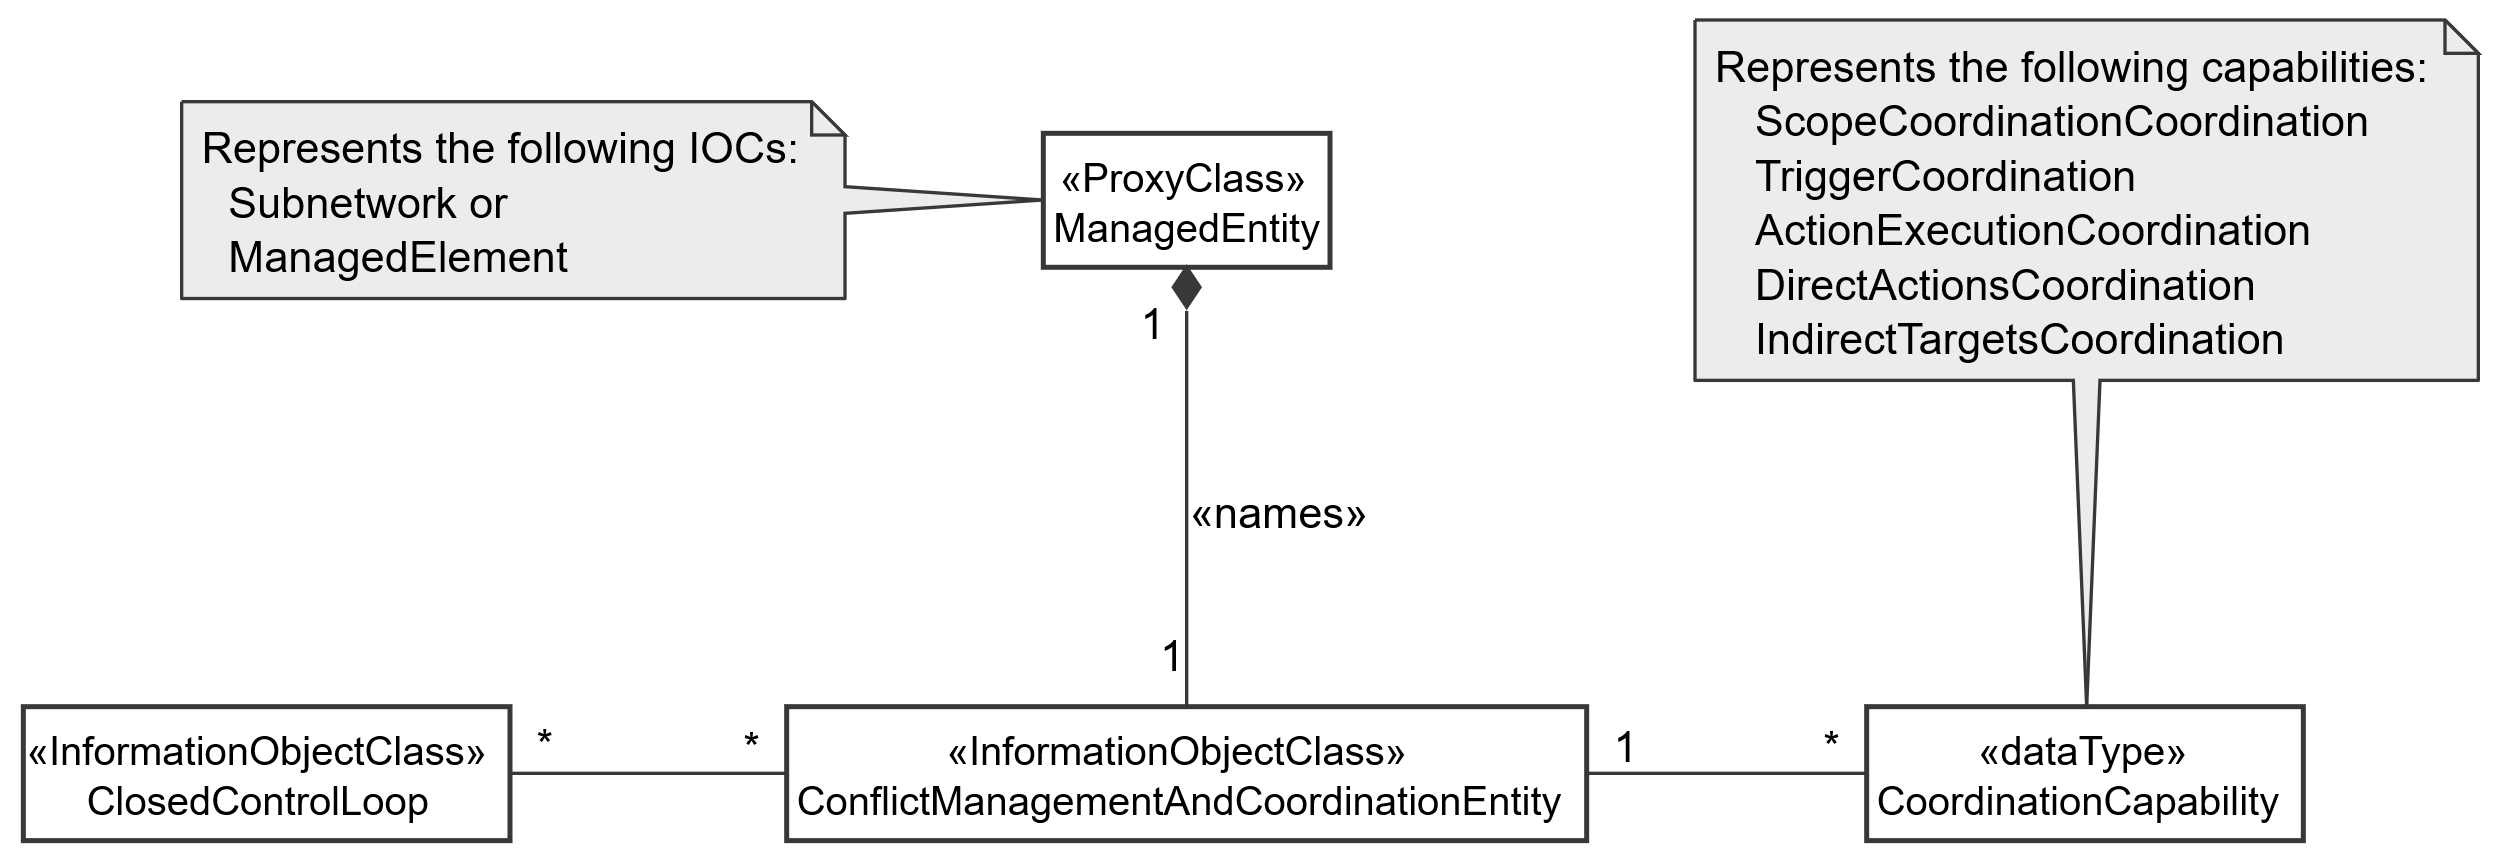 Represents the following capabilities:
ScopeCoordinationCoordination
TriggerCoordination
ActionExecutionCoordination
DirectActionsCoordination
IndirectTargetsCoordination
Represents the following IOCs:
Subnetwork or
ManagedElement
«ProxyClass»
ManagedEntity
1
«names»
1
«InformationObjectClass»
ClosedControlLoop
*
*
«InformationObjectClass»
ConflictManagementAndCoordinationEntity
1
*
«dataType»
CoordinationCapability